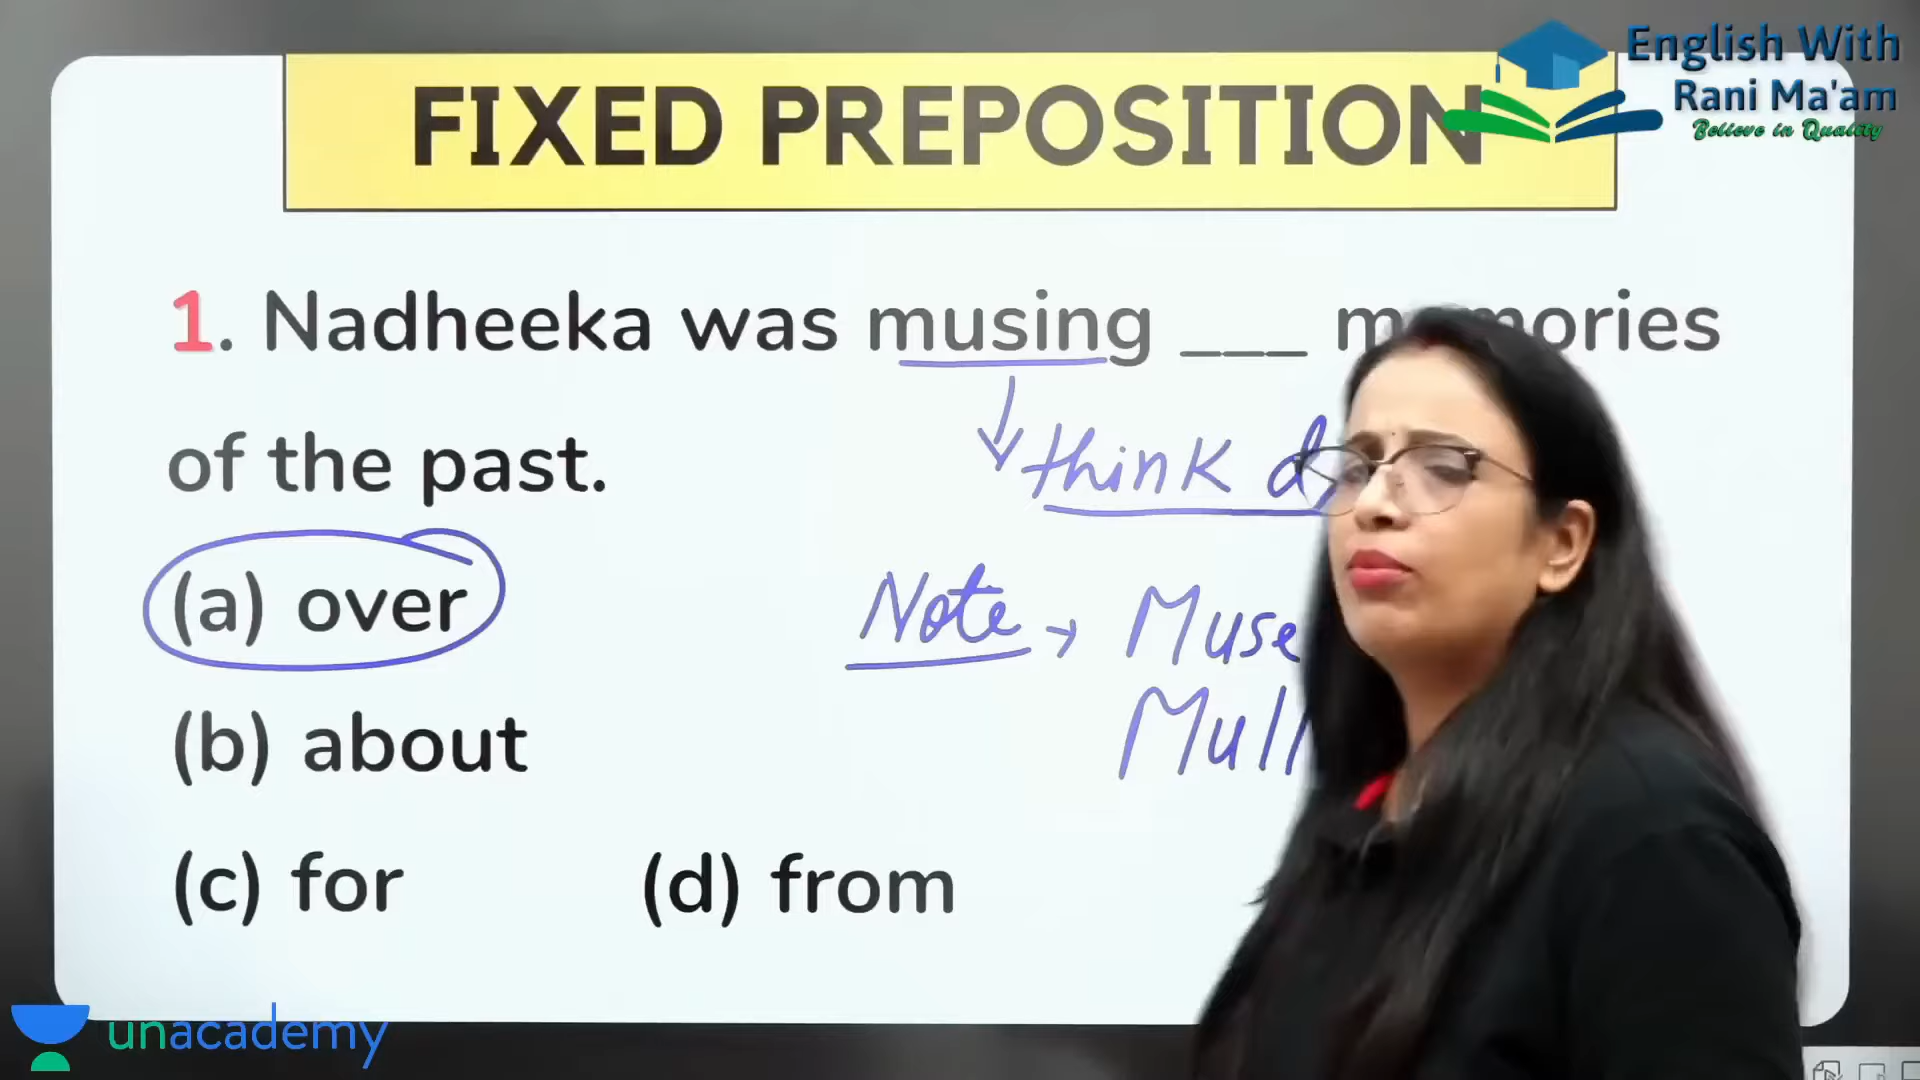 English With
Rani Ma'am
Believe in Quality
FIXED PREPOSITION
1. Nadheeka was musing ___ memories
of the past.
think
(a) over
Note → Muse
(b) about
(c) for (d) from
unacademy